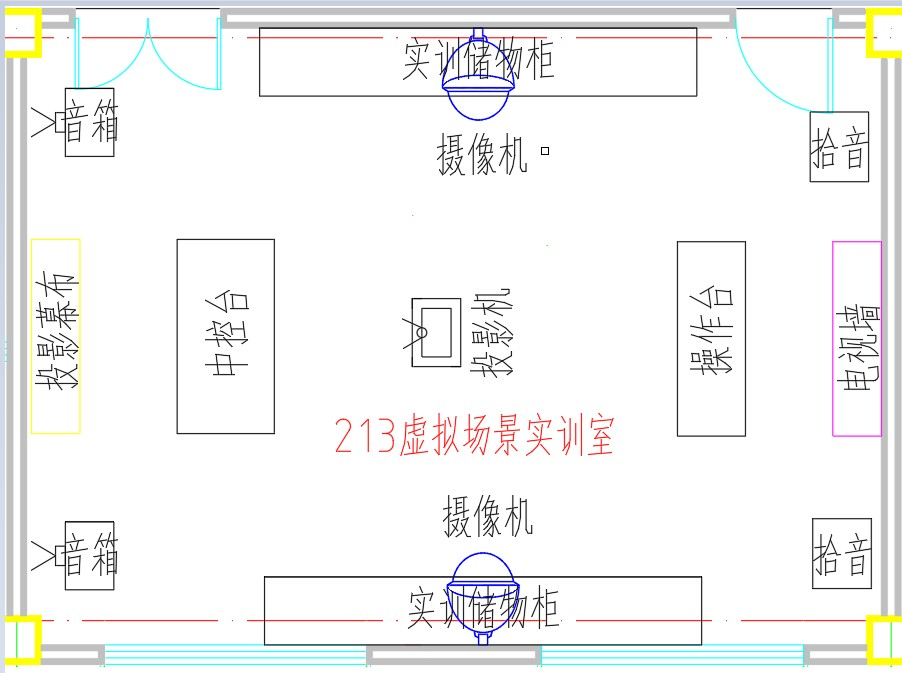 实训储物柜
音箱
摄像机
拾音
投影幕布
中控台
投影机
操作台
电视墙
213虚拟场景实训室
摄像机
音箱
拾音
实训储物柜